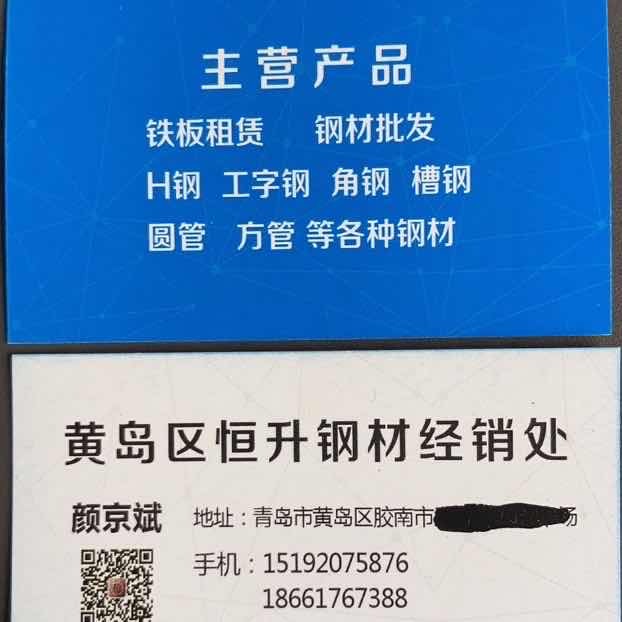 主营产品
铁板租赁 钢材批发
H钢 工字钢 角钢 槽钢
圆管 方管 等各种钢材
黄岛区恒升钢材经销处
颜京斌
地址：青岛市黄岛区胶南市
手机：15192075876
18661767388